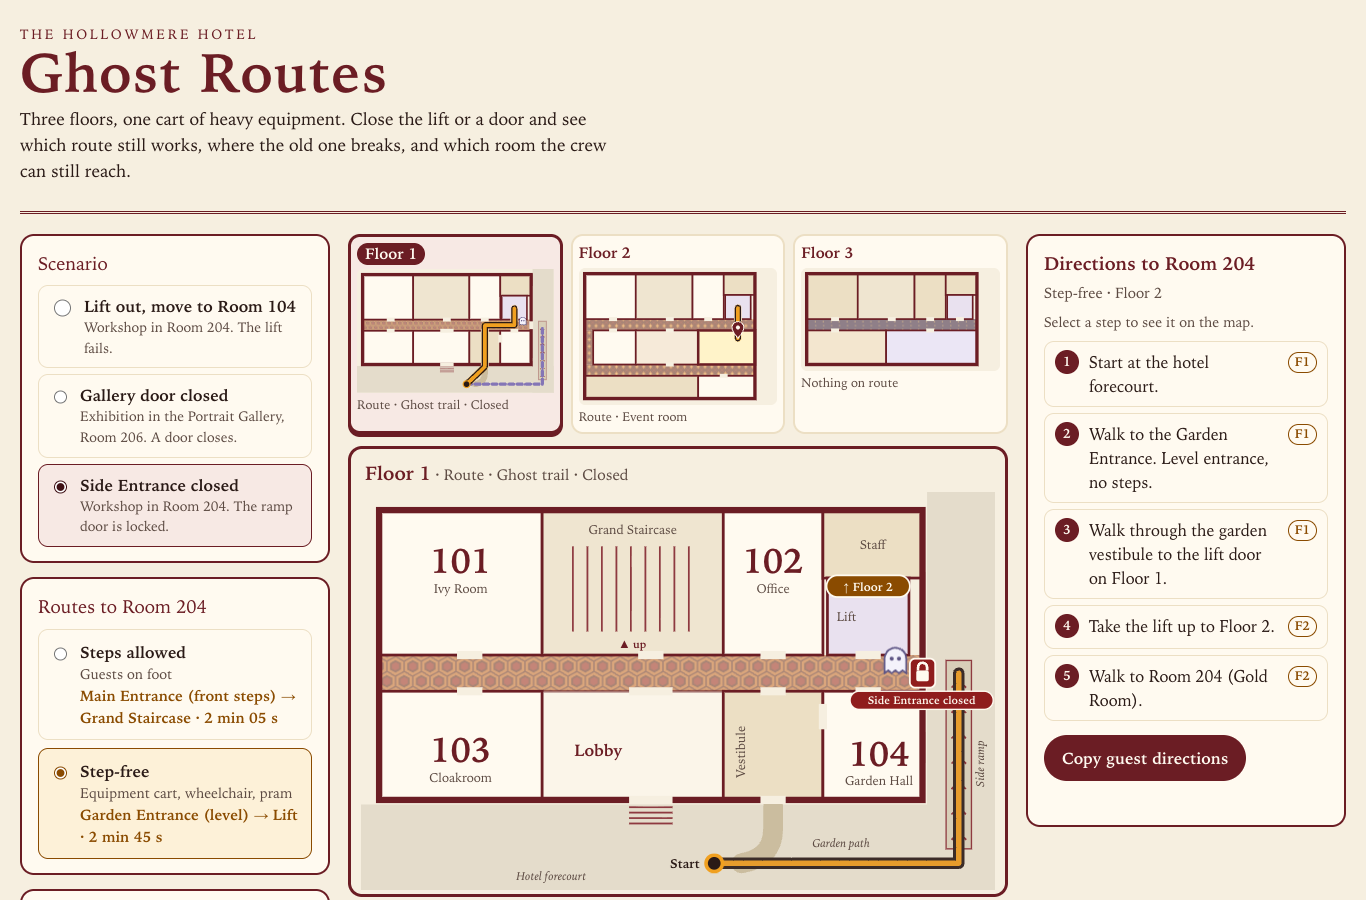 THE HOLLOWMERE HOTEL
Ghost Routes
Three floors, one cart of heavy equipment. Close the lift or a door and see
which route still works, where the old one breaks, and which room the crew
can still reach.
Scenario
Lift out, move to Room 104
Workshop in Room 204. The lift
fails.
Gallery door closed
Exhibition in the Portrait Gallery,
Room 206. A door closes.
Side Entrance closed
Workshop in Room 204. The ramp
door is locked.
Routes to Room 204
Steps allowed
Guests on foot
Main Entrance (front steps) →
Grand Staircase · 2 min 05 s
Step-free
Equipment cart, wheelchair, pram
Garden Entrance (level) → Lift
· 2 min 45 s
Floor 1
Route · Ghost trail · Closed
Floor 2
Route · Event room
Floor 3
Nothing on route
Floor 1 · Route · Ghost trail · Closed
101
Ivy Room
Grand Staircase
▲ up
102
Office
Staff
↑ Floor 2
Lift
Side Entrance closed
103
Cloakroom
Lobby
Vestibule
104
Garden Hall
Side ramp
Garden path
Start
Hotel forecourt
Directions to Room 204
Step-free · Floor 2
Select a step to see it on the map.
1 Start at the hotel F1
forecourt.
2 Walk to the Garden F1
Entrance. Level entrance,
no steps.
3 Walk through the garden F1
vestibule to the lift door
on Floor 1.
4 Take the lift up to Floor 2. F2
5 Walk to Room 204 (Gold F2
Room).
Copy guest directions